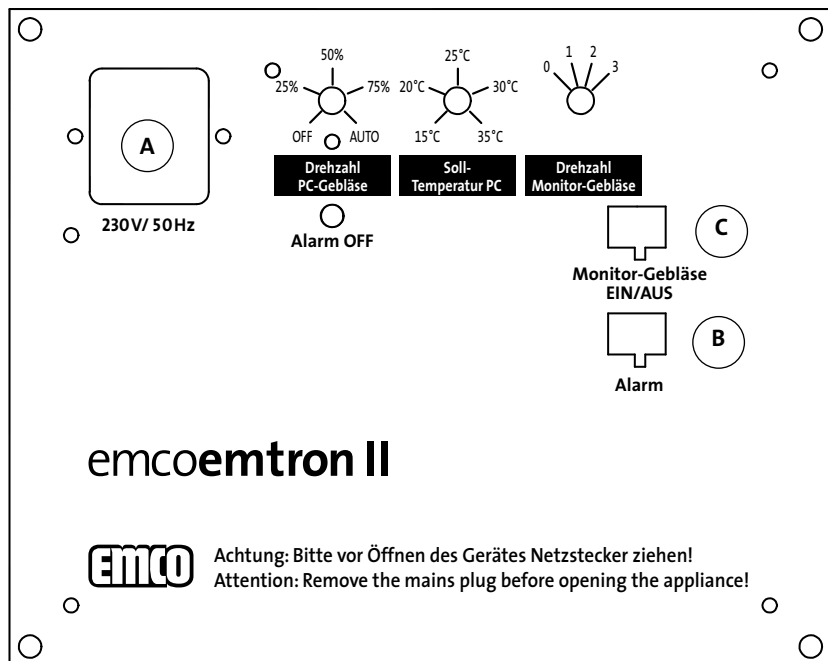 A
230V/ 50Hz
OFF
25%
50%
75%
AUTO
Drehzahl
PC-Gebläse
Alarm OFF
15°C
20°C
25°C
30°C
35°C
Soll-
Temperatur PC
0
1
2
3
Drehzahl
Monitor-Gebläse
C
Monitor-Gebläse
EIN/AUS
B
Alarm
emcoemtron II
EMCO
Achtung: Bitte vor Öffnen des Gerätes Netzstecker ziehen!
Attention: Remove the mains plug before opening the appliance!